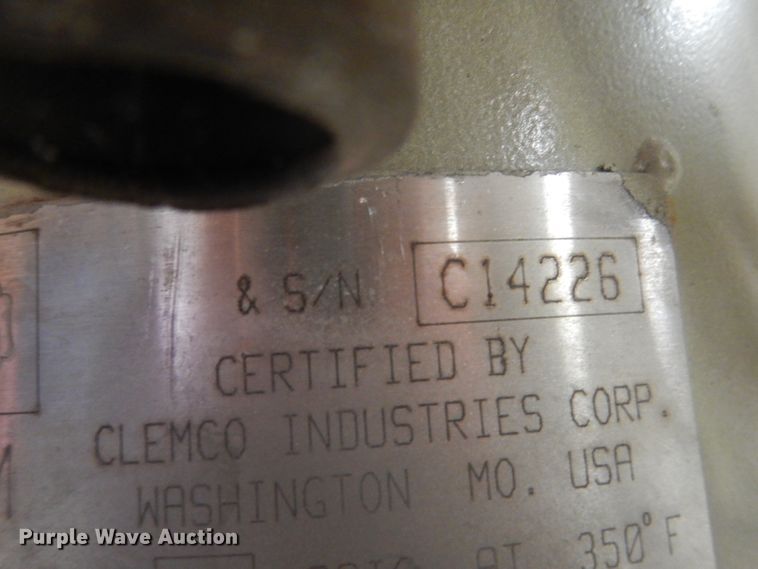 & S/N C14226
CERTIFIED BY
CLEMCO INDUSTRIES CORP.
WASHINGTON MO. USA
AT 350°F
Purple Wave Auction